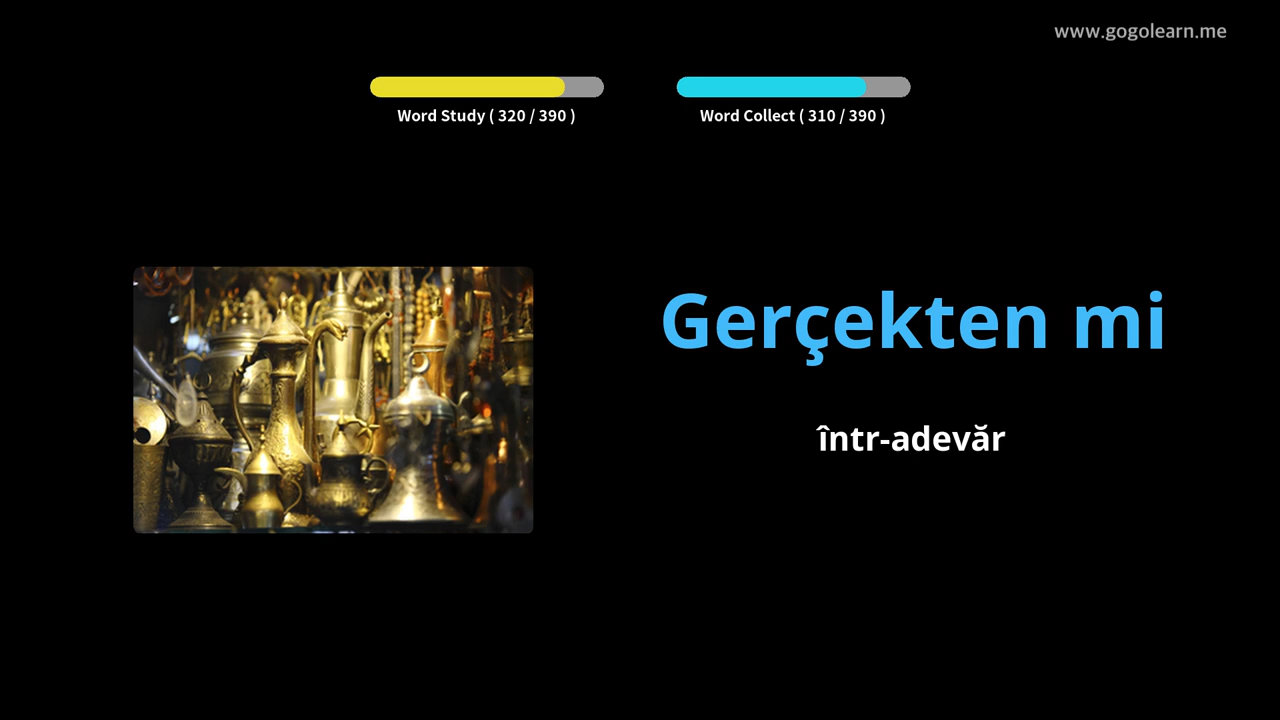 www.gogolearn.me
Word Study ( 320 / 390 )
Word Collect ( 310 / 390 )
Gerçekten mi
într-adevăr